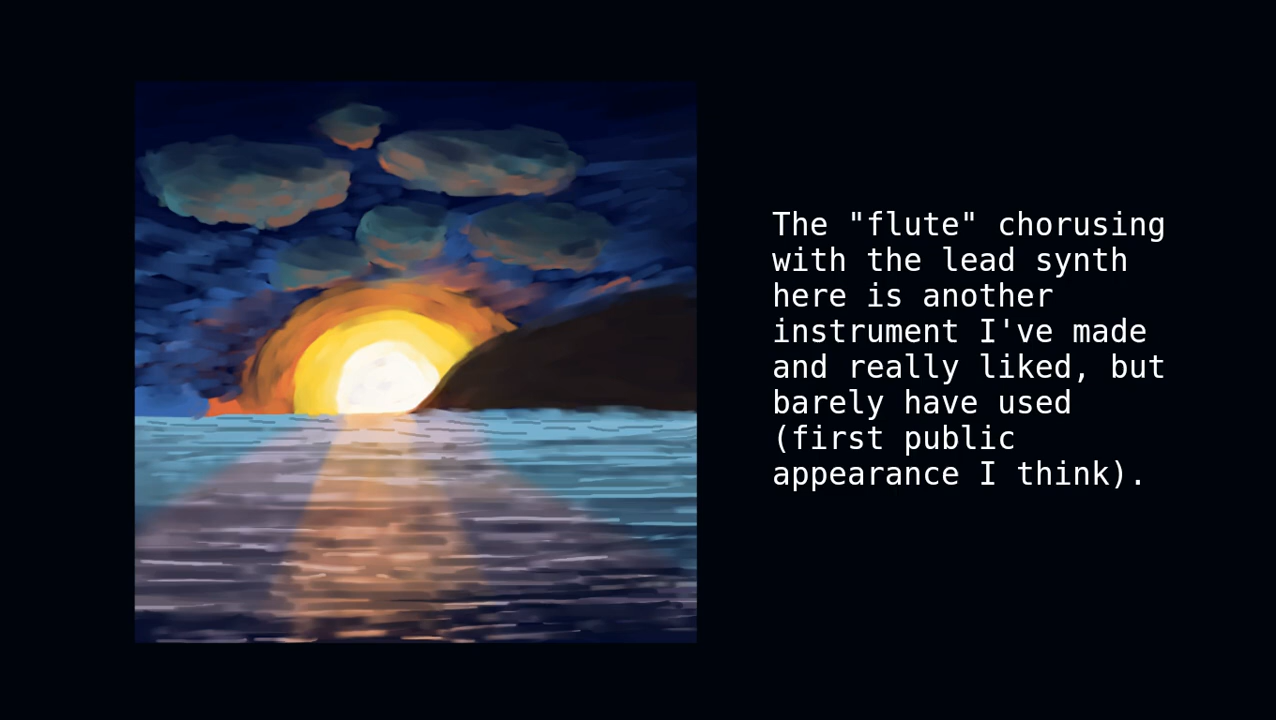 The "flute" chorusing
with the lead synth
here is another
instrument I've made
and really liked, but
barely have used
(first public
appearance I think).